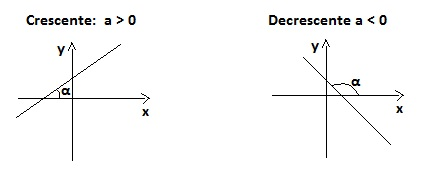 Crescente: a > 0
y
α
x
Decrescente a < 0
y
α
x